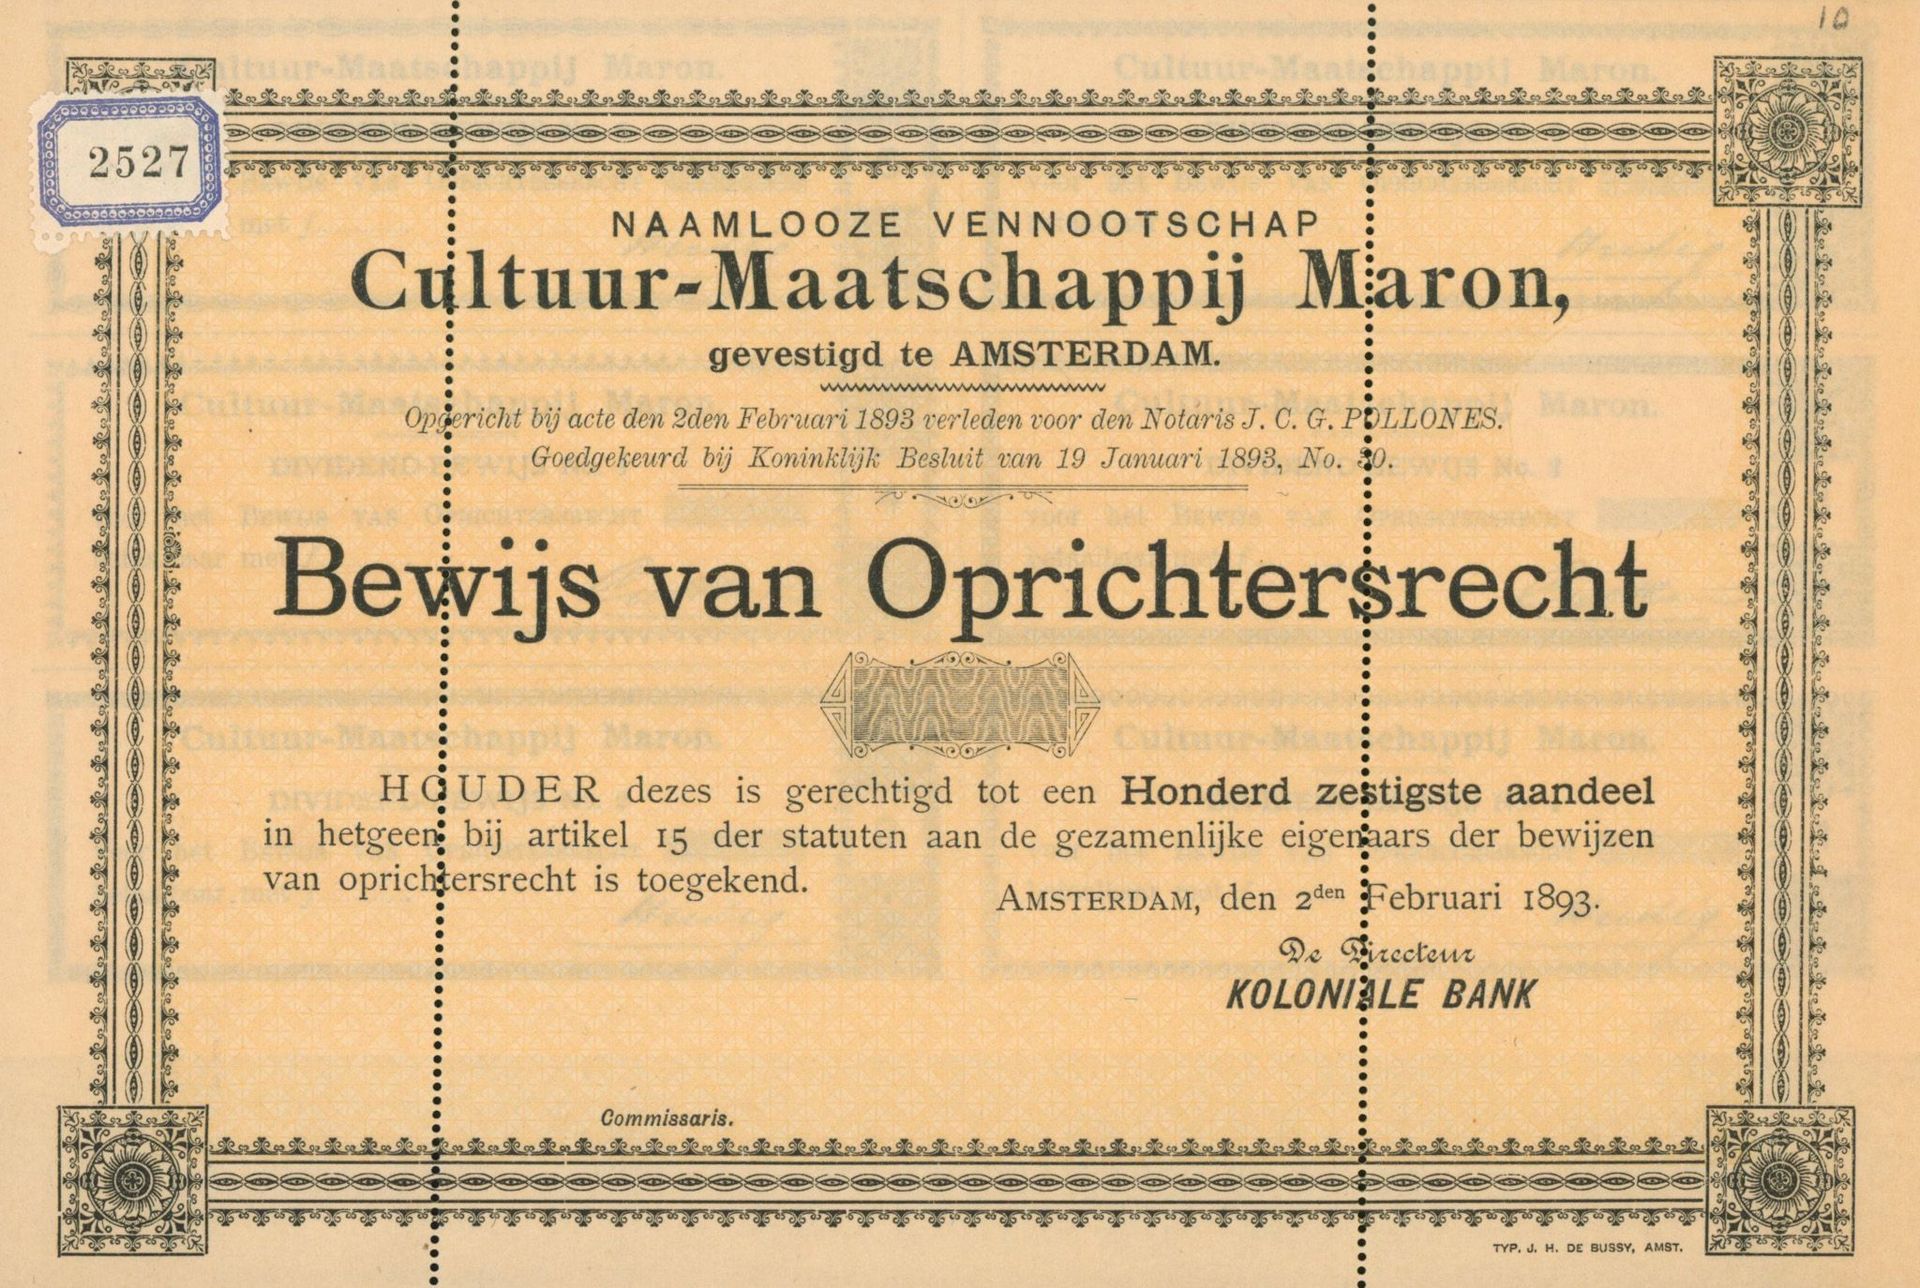 10
2527
NAAMLOOZE VENNOOTSCHAP
Cultuur-Maatschappij Maron,
gevestigd te AMSTERDAM.
Opgericht bij acte den 2den Februari 1893 verleden voor den Notaris J. C. G. POLLONES.
Goedgekeurd bij Koninklijk Besluit van 19 Januari 1893, No. 30.
Bewijs van Oprichtersrecht
HOUDER dezes is gerechtigd tot een Honderd zestigste aandeel
in hetgeen bij artikel 15 der statuten aan de gezamenlijke eigenaars der bewijzen
van oprichtersrecht is toegekend.
AMSTERDAM, den 2den Februari 1893.
De Directeur
KOLONIALE BANK
Commissaris.
TYP. J. H. DE BUSSY, AMST.